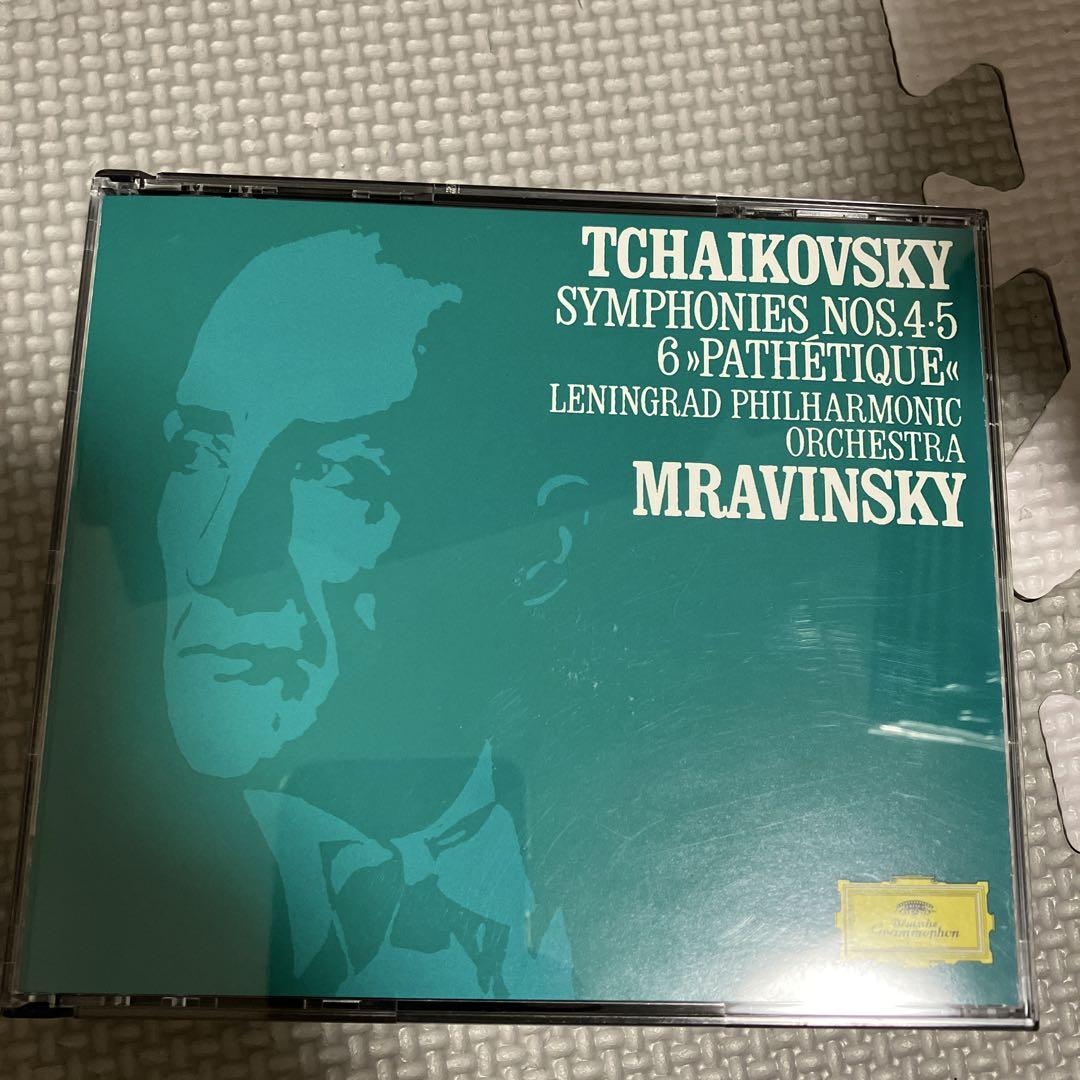 TCHAIKOVSKY
SYMPHONIES NOS.4·5
6 »PATHÉTIQUE«
LENINGRAD PHILHARMONIC
ORCHESTRA
MRAVINSKY
Deutsche
Grammophon